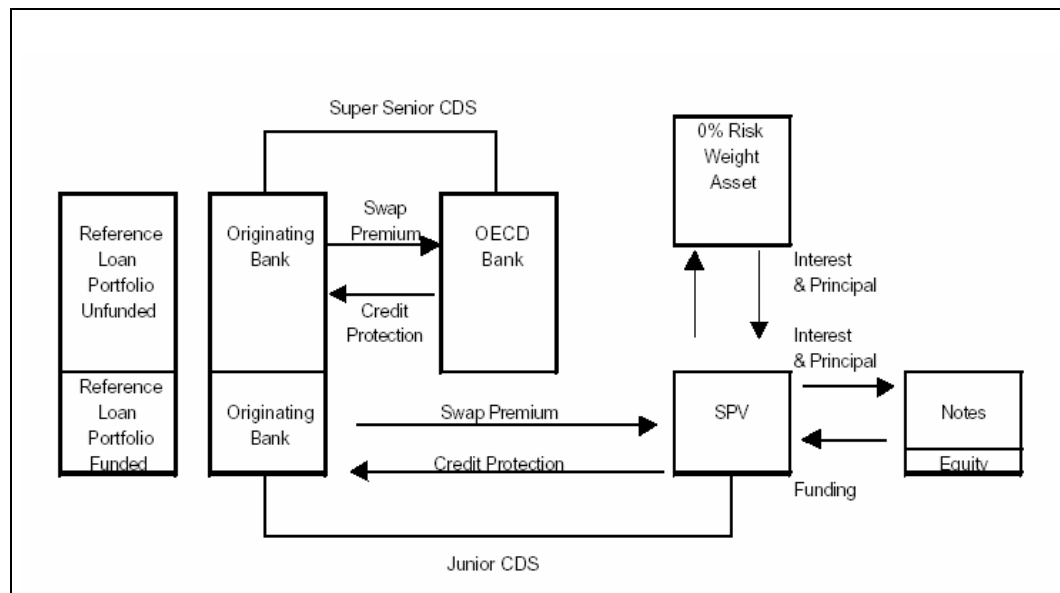 Super Senior CDS
Reference
Loan
Portfolio
Unfunded
Originating
Bank
Swap
Premium
Credit
Protection
OECD
Bank
0% Risk
Weight
Asset
Interest
& Principal
Interest
& Principal
Reference
Loan
Portfolio
Funded
Originating
Bank
Swap Premium
Credit Protection
SPV
Notes
Equity
Funding
Junior CDS